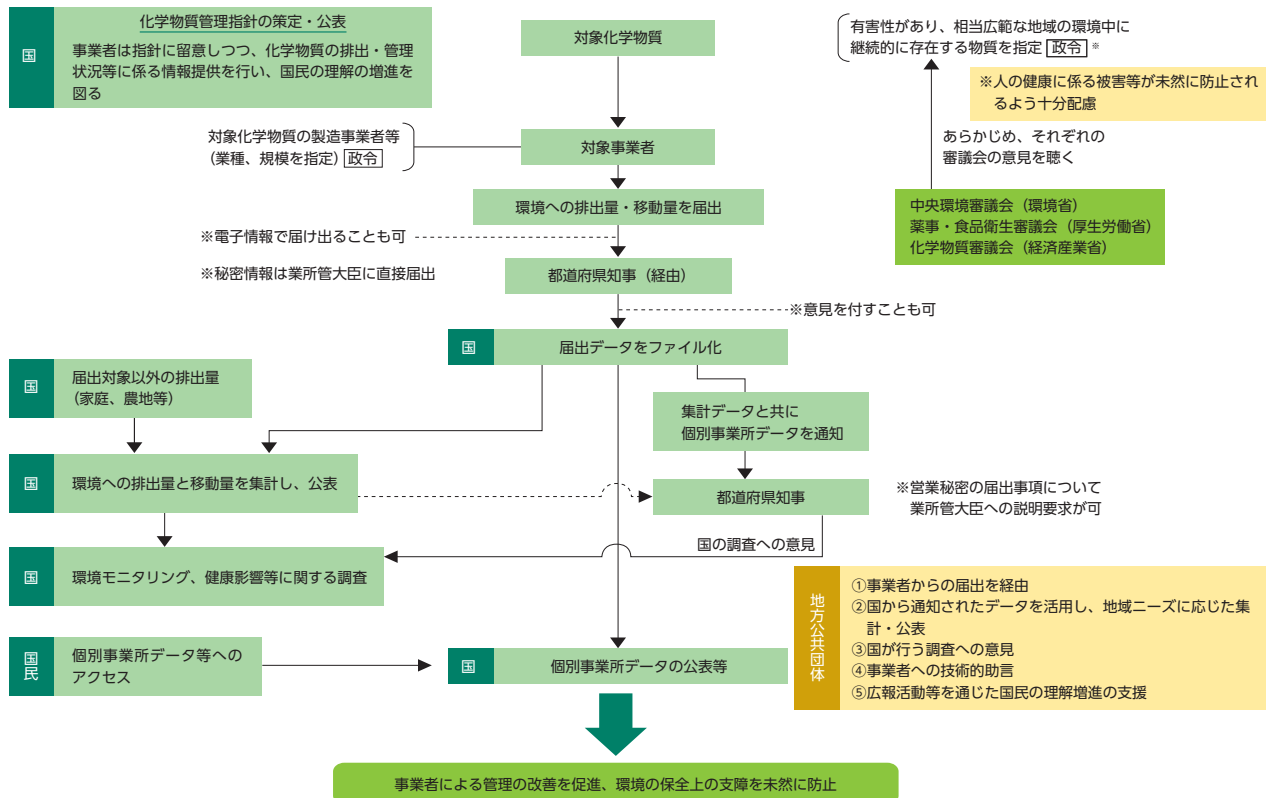 国
化学物質管理指針の策定・公表
事業者は指針に留意しつつ、化学物質の排出・管理
状況等に係る情報提供を行い、国民の理解の増進を
図る
対象化学物質
有害性があり、相当広範な地域の環境中に
継続的に存在する物質を指定 政令 ※
※人の健康に係る被害等が未然に防止され
るよう十分配慮
対象化学物質の製造事業者等
(業種、規模を指定) 政令
対象事業者
あらかじめ、それぞれの
審議会の意見を聴く
環境への排出量・移動量を届出
中央環境審議会(環境省)
薬事・食品衛生審議会(厚生労働省)
化学物質審議会(経済産業省)
※電子情報で届け出ることも可
※秘密情報は業所管大臣に直接届出
都道府県知事(経由)
※意見を付すことも可
国
届出データをファイル化
国
届出対象以外の排出量
(家庭、農地等)
集計データと共に
個別事業所データを通知
国
環境への排出量と移動量を集計し、公表
都道府県知事
※営業秘密の届出事項について
業所管大臣への説明要求が可
国の調査への意見
国
環境モニタリング、健康影響等に関する調査
地方公共団体
①事業者からの届出を経由
②国から通知されたデータを活用し、地域ニーズに応じた集
計・公表
③国が行う調査への意見
④事業者への技術的助言
⑤広報活動等を通じた国民の理解増進の支援
国民
個別事業所データ等への
アクセス
国
個別事業所データの公表等
事業者による管理の改善を促進、環境の保全上の支障を未然に防止